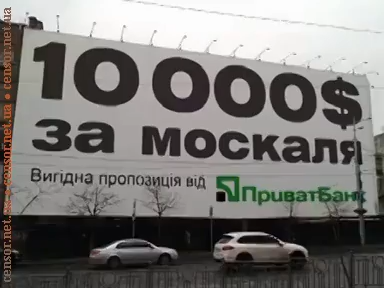 10 000$
за москаля
Вигідна пропозиція від ПриватБанк
censor.net.ua • censor.net.ua • censor.net.ua